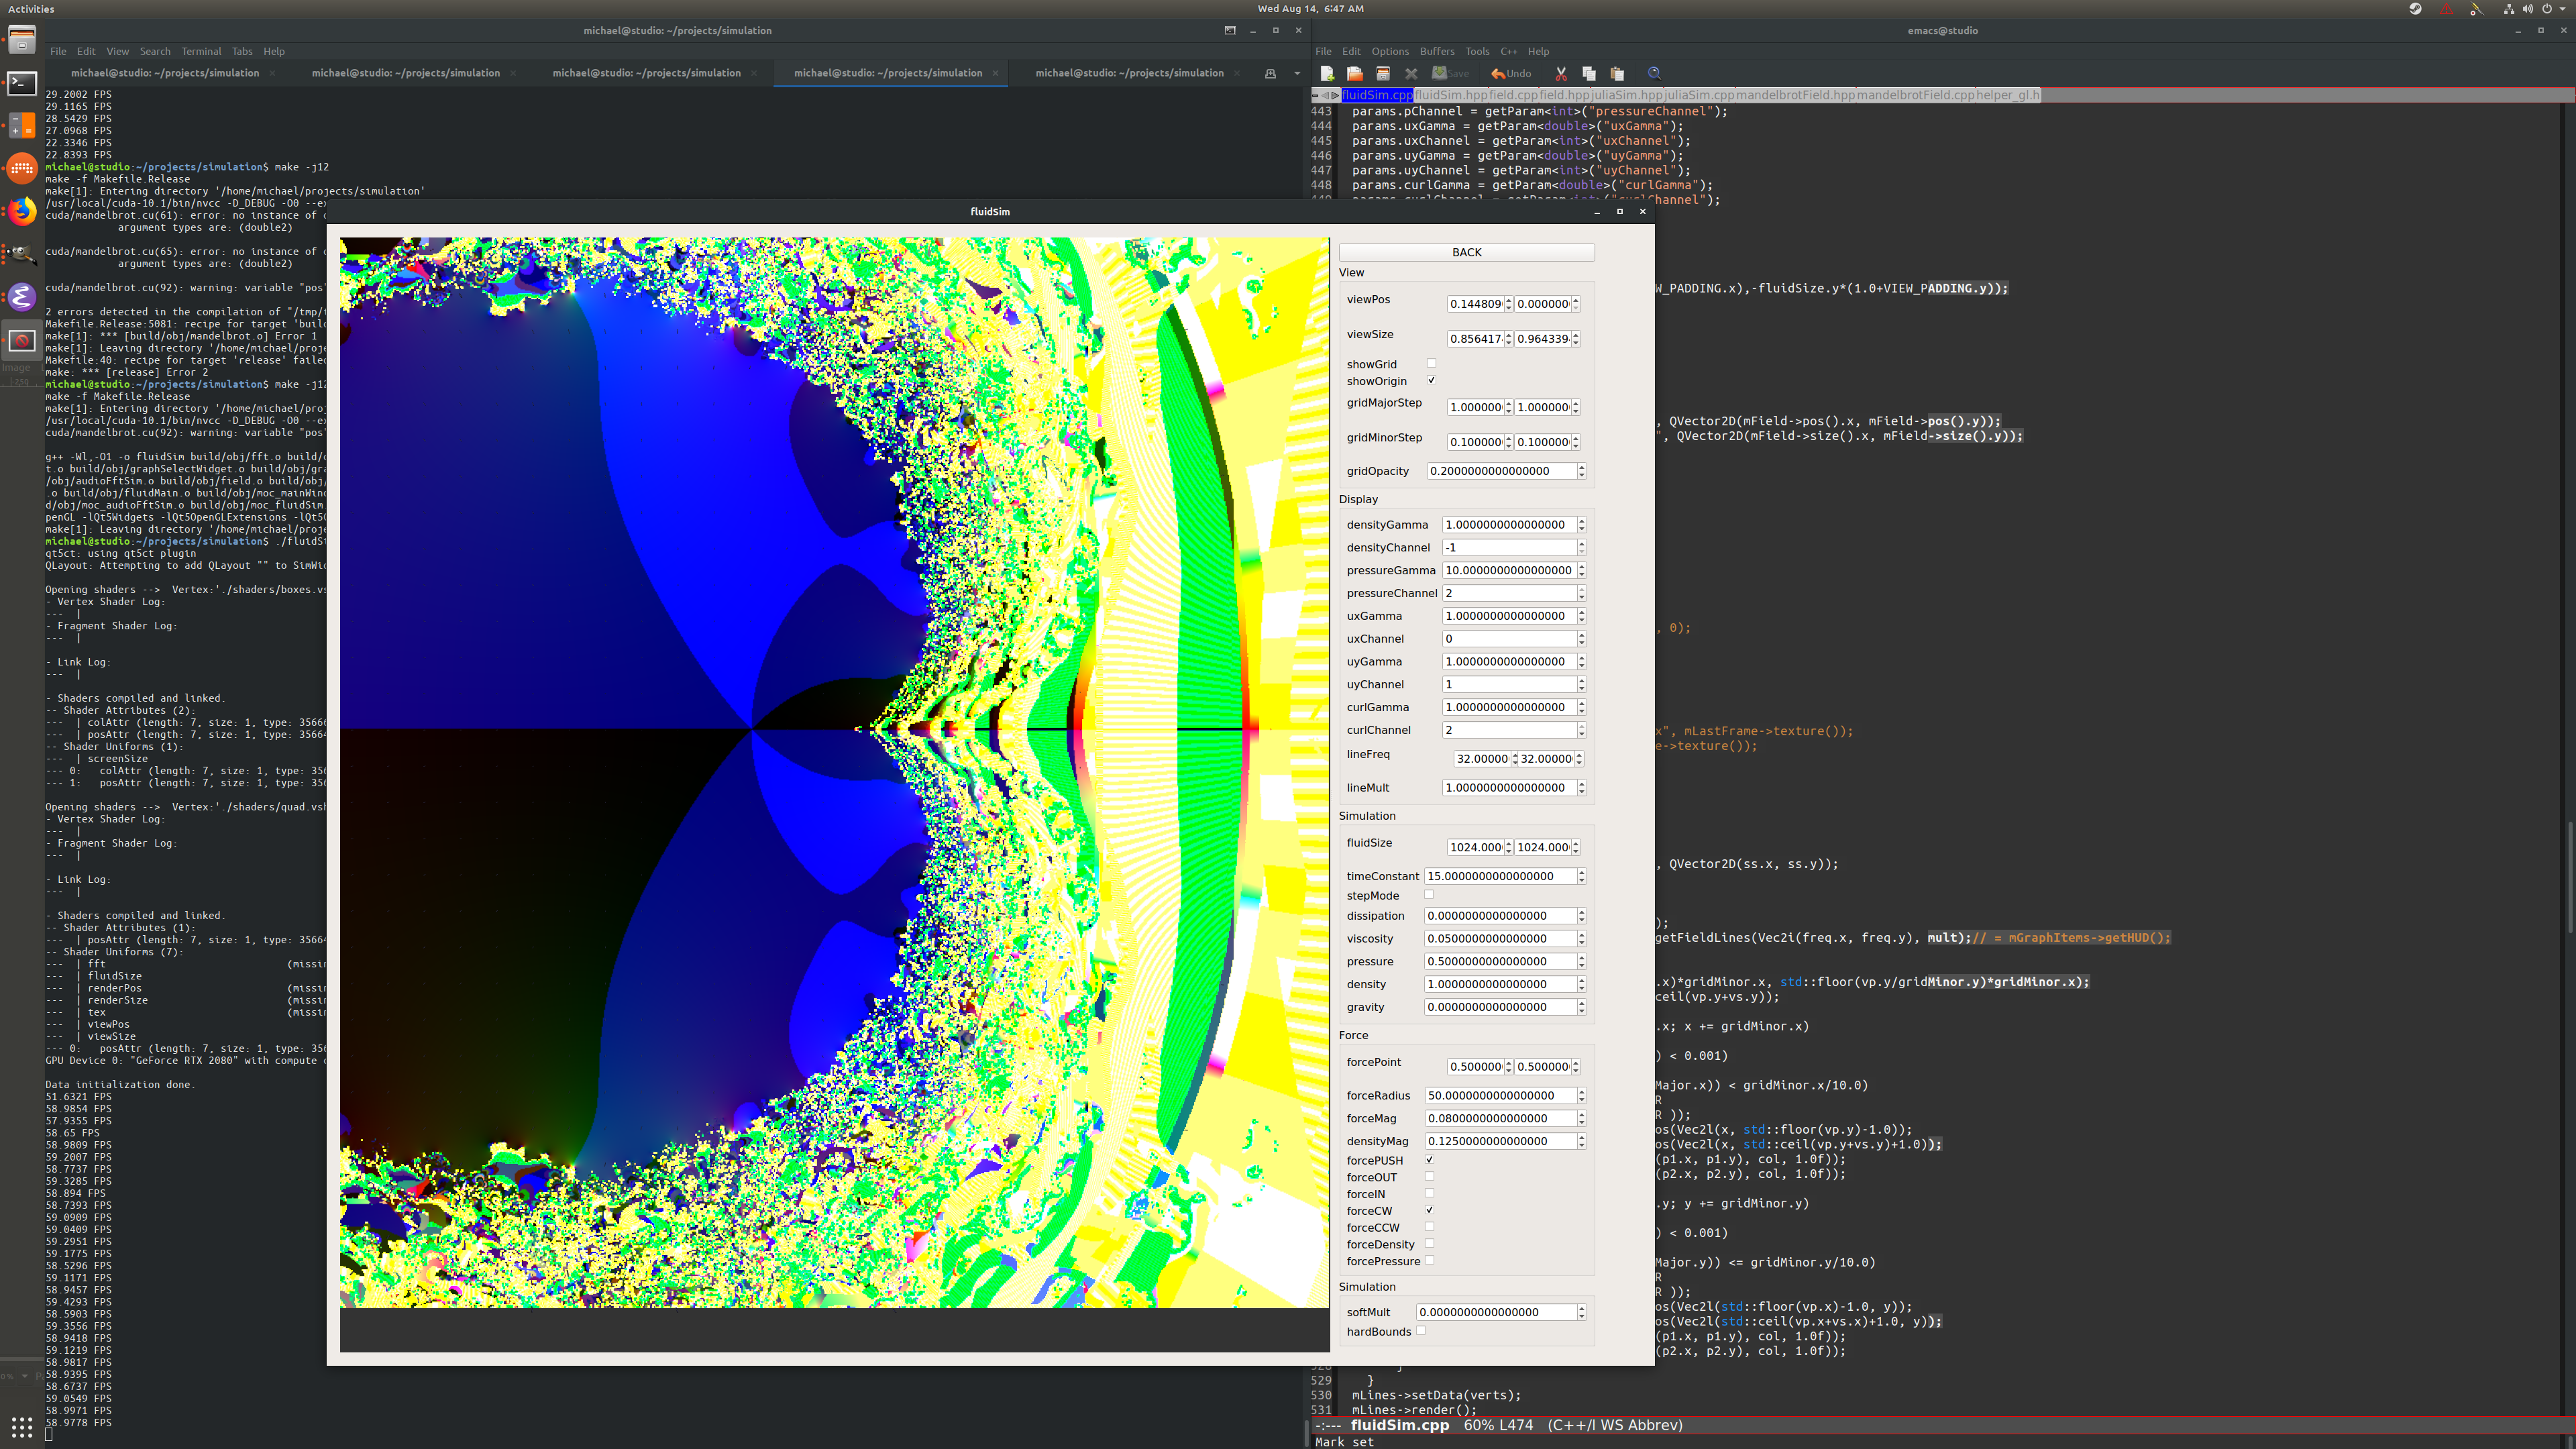 Activities
Wed Aug 14, 6:47 AM
michael@studio: ~/projects/simulation
File Edit View Search Terminal Tabs Help
michael@studio: ~/projects/simulation
michael@studio: ~/projects/simulation
michael@studio: ~/projects/simulation
michael@studio: ~/projects/simulation
michael@studio: ~/projects/simulation
29.2002 FPS
29.1165 FPS
28.5429 FPS
27.0968 FPS
22.3346 FPS
22.8393 FPS
michael@studio:~/projects/simulation$ make -j12
make -f Makefile.Release
make[1]: Entering directory '/home/michael/projects/simulation'
/usr/local/cuda-10.1/bin/nvcc -D_DEBUG -O0 --ex
cuda/mandelbrot.cu(61): error: no instance of
argument types are: (double2)
cuda/mandelbrot.cu(65): error: no instance of
argument types are: (double2)
cuda/mandelbrot.cu(92): warning: variable "pos"
2 errors detected in the compilation of "/tmp/
Makefile.Release:5081: recipe for target 'build
make[1]: *** [build/obj/mandelbrot.o] Error 1
make[1]: Leaving directory '/home/michael/proj
Makefile:40: recipe for target 'release' failed
make: *** [release] Error 2
michael@studio:~/projects/simulation$ make -j12
make -f Makefile.Release
make[1]: Entering directory '/home/michael/proj
/usr/local/cuda-10.1/bin/nvcc -D_DEBUG -O0 --ex
cuda/mandelbrot.cu(92): warning: variable "pos"
g++ -Wl,-O1 -o fluidSim build/obj/fft.o build/
t.o build/obj/graphSelectWidget.o build/obj/gra
/obj/audioFftSim.o build/obj/field.o build/obj/
.o build/obj/fluidMain.o build/obj/moc_mainWind
d/obj/moc_audioFftSim.o build/obj/moc_fluidSim.
penGL -lQt5Widgets -lQt5OpenGLExtensions -lQt5
make[1]: Leaving directory '/home/michael/proj
michael@studio:~/projects/simulation$ ./fluidSi
qt5ct: using qt5ct plugin
QLayout: Attempting to add QLayout "" to SimWid
Opening shaders --> Vertex:'./shaders/boxes.vs
- Vertex Shader Log:
--- |
- Fragment Shader Log:
--- |
- Link Log:
--- |
- Shaders compiled and linked.
-- Shader Attributes (2):
--- | colAttr (length: 7, size: 1, type: 35666
--- | posAttr (length: 7, size: 1, type: 35664
-- Shader Uniforms (1):
--- | screenSize
--- 0: colAttr (length: 7, size: 1, type: 356
--- 1: posAttr (length: 7, size: 1, type: 356
Opening shaders --> Vertex:'./shaders/quad.vsh
- Vertex Shader Log:
--- |
- Fragment Shader Log:
--- |
- Link Log:
--- |
- Shaders compiled and linked.
-- Shader Attributes (1):
--- | posAttr (length: 7, size: 1, type: 35664
-- Shader Uniforms (7):
--- | fft (missin
--- | fluidSize
--- | renderPos (missin
--- | renderSize (missin
--- | tex (missin
--- | viewPos
--- | viewSize
--- 0: posAttr (length: 7, size: 1, type: 356
GPU Device 0: "GeForce RTX 2080" with compute
Data initialization done.
51.6321 FPS
58.9854 FPS
57.9355 FPS
58.65 FPS
58.9809 FPS
59.2007 FPS
58.7737 FPS
59.3285 FPS
58.894 FPS
58.7393 FPS
59.0909 FPS
59.0409 FPS
59.2951 FPS
59.1775 FPS
58.5296 FPS
59.1171 FPS
58.9457 FPS
59.4293 FPS
58.5903 FPS
59.3556 FPS
58.9418 FPS
59.1219 FPS
58.9817 FPS
58.9395 FPS
58.6737 FPS
59.0549 FPS
58.9971 FPS
58.9778 FPS
fluidSim
BACK
View
viewPos 0.144809 0.000000
viewSize 0.856417 0.964339
showGrid
showOrigin
gridMajorStep 1.000000 1.000000
gridMinorStep 0.100000 0.100000
gridOpacity 0.2000000000000000
Display
densityGamma 1.0000000000000000
densityChannel -1
pressureGamma 10.0000000000000000
pressureChannel 2
uxGamma 1.0000000000000000
uxChannel 0
uyGamma 1.0000000000000000
uyChannel 1
curlGamma 1.0000000000000000
curlChannel 2
lineFreq 32.00000 32.00000
lineMult 1.0000000000000000
Simulation
fluidSize 1024.000 1024.000
timeConstant 15.0000000000000000
stepMode
dissipation 0.0000000000000000
viscosity 0.0500000000000000
pressure 0.5000000000000000
density 1.0000000000000000
gravity 0.0000000000000000
Force
forcePoint 0.500000 0.500000
forceRadius 50.0000000000000000
forceMag 0.0800000000000000
densityMag 0.1250000000000000
forcePUSH
forceOUT
forceIN
forceCW
forceCCW
forceDensity
forcePressure
Simulation
softMult 0.0000000000000000
hardBounds
emacs@studio
File Edit Options Buffers Tools C++ Help
Save Undo
fluidSim.cpp fluidSim.hpp field.cpp field.hpp juliaSim.hpp juliaSim.cpp mandelbrotField.hpp mandelbrotField.cpp helper_gl.h
443 params.pChannel = getParam<int>("pressureChannel");
444 params.uxGamma = getParam<double>("uxGamma");
445 params.uxChannel = getParam<int>("uxChannel");
446 params.uyGamma = getParam<double>("uyGamma");
447 params.uyChannel = getParam<int>("uyChannel");
448 params.curlGamma = getParam<double>("curlGamma");
W_PADDING.x),-fluidSize.y*(1.0+VIEW_PADDING.y));
, QVector2D(mField->pos().x, mField->pos().y));
", QVector2D(mField->size().x, mField->size().y));
, 0);
x", mLastFrame->texture());
e->texture());
, QVector2D(ss.x, ss.y));
);
getFieldLines(Vec2i(freq.x, freq.y), mult);// = mGraphItems->getHUD();
.x)*gridMinor.x, std::floor(vp.y/gridMinor.y)*gridMinor.x);
ceil(vp.y+vs.y));
.x; x += gridMinor.x)
) < 0.001)
Major.x)) < gridMinor.x/10.0)
R
R ));
os(Vec2l(x, std::floor(vp.y)-1.0));
os(Vec2l(x, std::ceil(vp.y+vs.y)+1.0));
(p1.x, p1.y), col, 1.0f));
(p2.x, p2.y), col, 1.0f));
.y; y += gridMinor.y)
) < 0.001)
Major.y)) <= gridMinor.y/10.0)
R
R ));
os(Vec2l(std::floor(vp.x)-1.0, y));
os(Vec2l(std::ceil(vp.x+vs.x)+1.0, y));
(p1.x, p1.y), col, 1.0f));
(p2.x, p2.y), col, 1.0f));
529 }
530 mLines->setData(verts);
531 mLines->render();
-:--- fluidSim.cpp 60% L474 (C++/l WS Abbrev)
Mark set